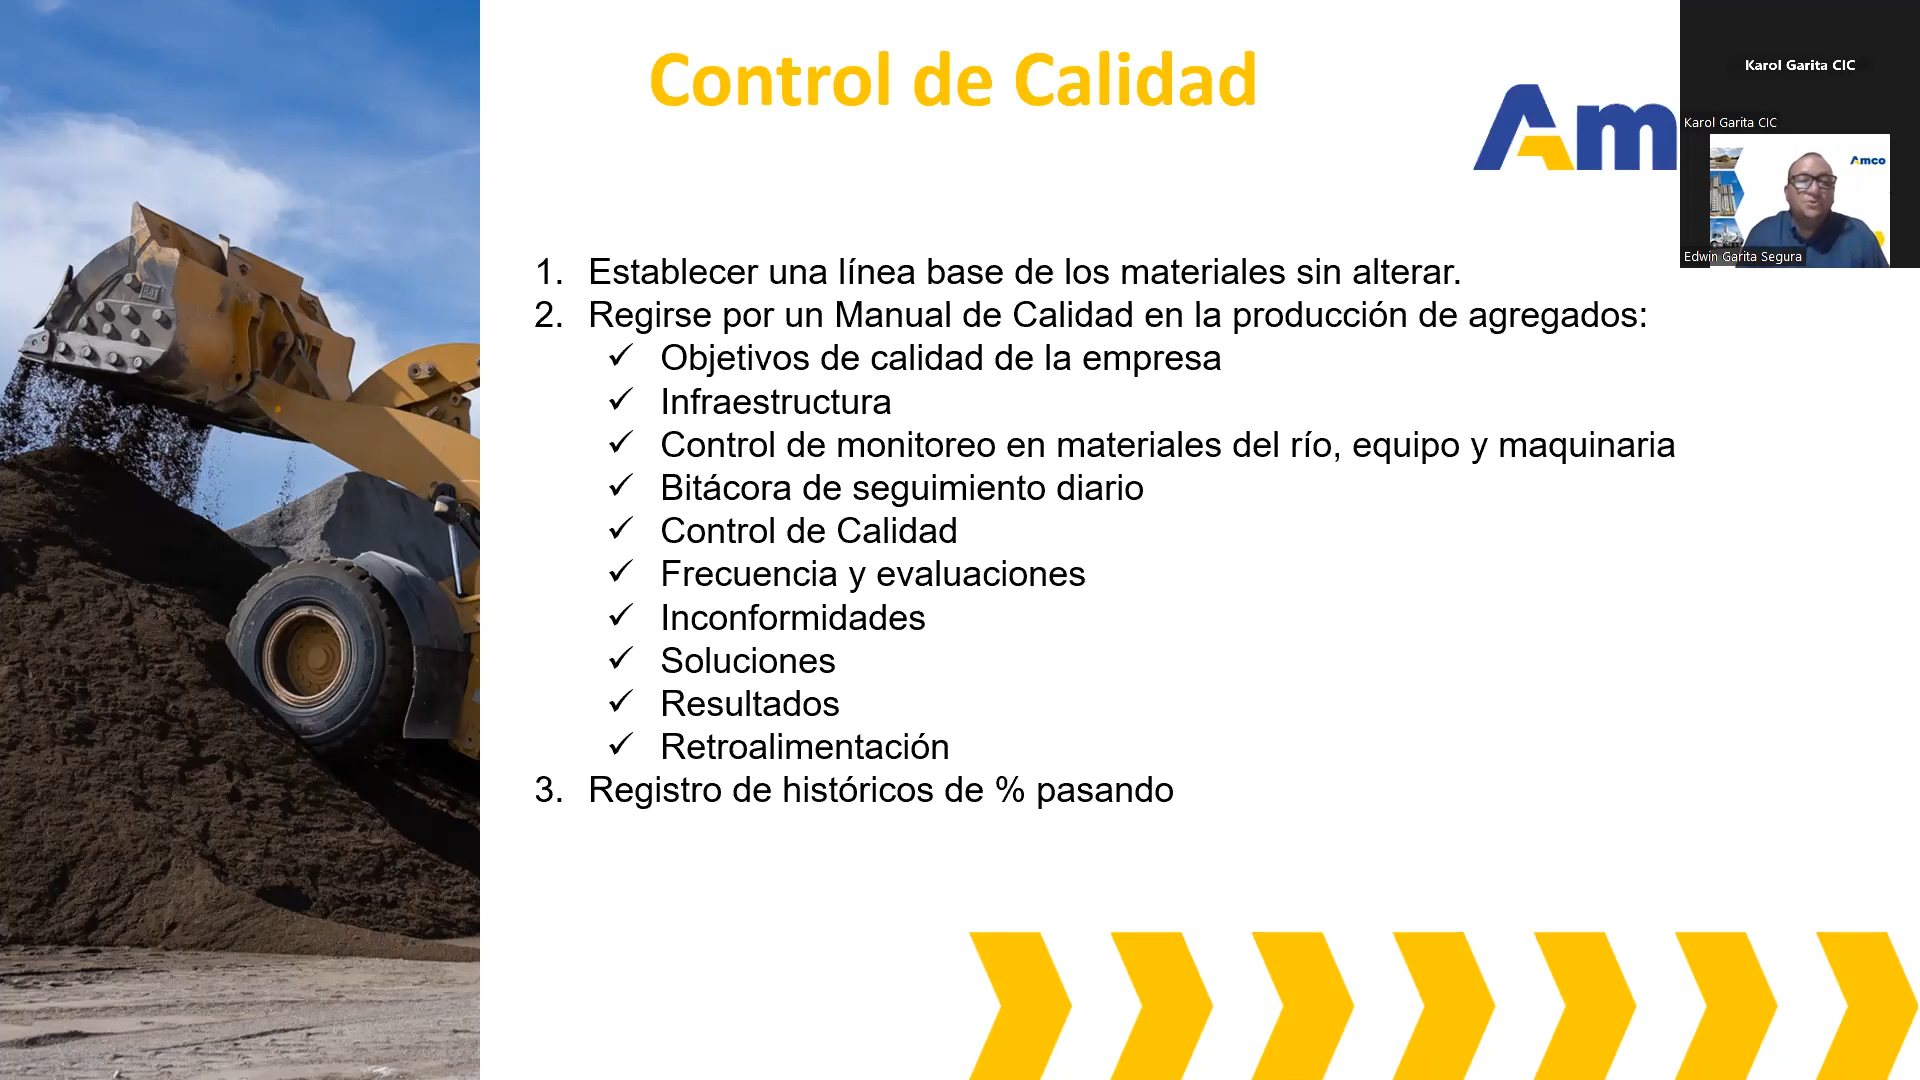 Control de Calidad
Am
Karol Garita CIC
Karol Garita CIC
Amco
Edwin Garita Segura
1. Establecer una línea base de los materiales sin alterar.
2. Regirse por un Manual de Calidad en la producción de agregados:
✓ Objetivos de calidad de la empresa
✓ Infraestructura
✓ Control de monitoreo en materiales del río, equipo y maquinaria
✓ Bitácora de seguimiento diario
✓ Control de Calidad
✓ Frecuencia y evaluaciones
✓ Inconformidades
✓ Soluciones
✓ Resultados
✓ Retroalimentación
3. Registro de históricos de % pasando
CAT